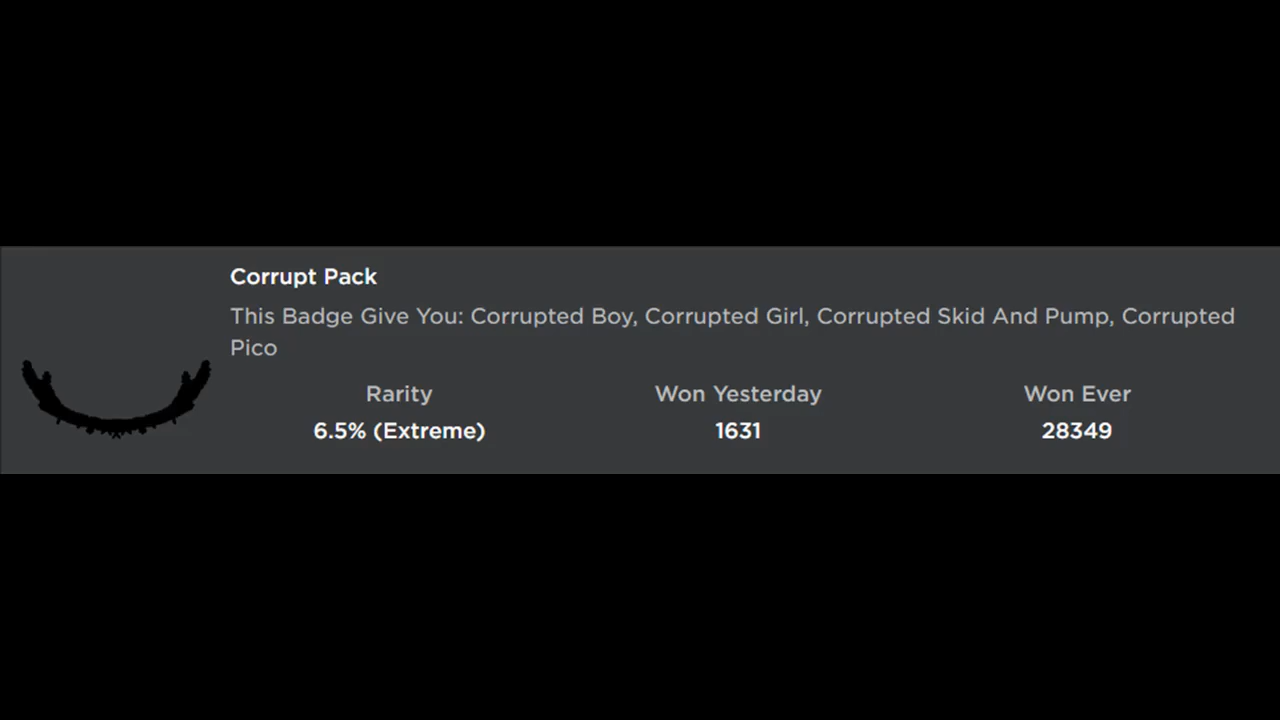 Corrupt Pack
This Badge Give You: Corrupted Boy, Corrupted Girl, Corrupted Skid And Pump, Corrupted
Pico
Rarity Won Yesterday Won Ever
6.5% (Extreme) 1631 28349